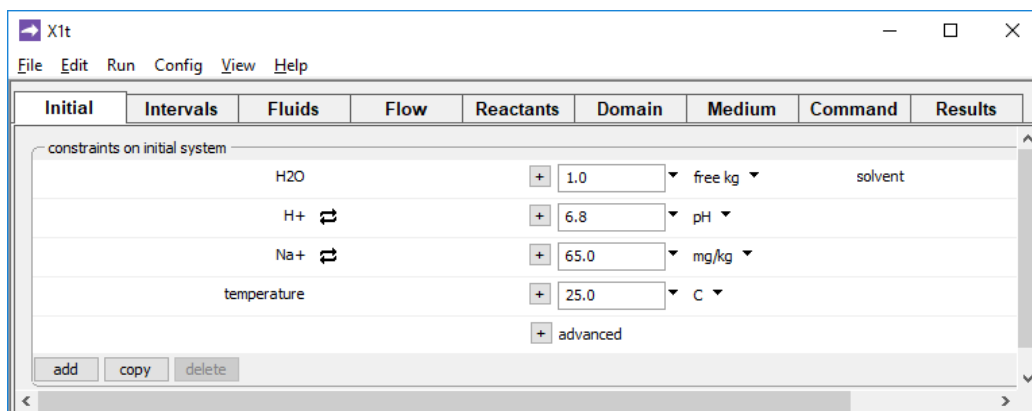 X1t
File Edit Run Config View Help
Initial Intervals Fluids Flow Reactants Domain Medium Command Results
constraints on initial system
H2O + 1.0 free kg solvent
H+ + 6.8 pH
Na+ + 65.0 mg/kg
temperature + 25.0 C
+ advanced
add copy delete